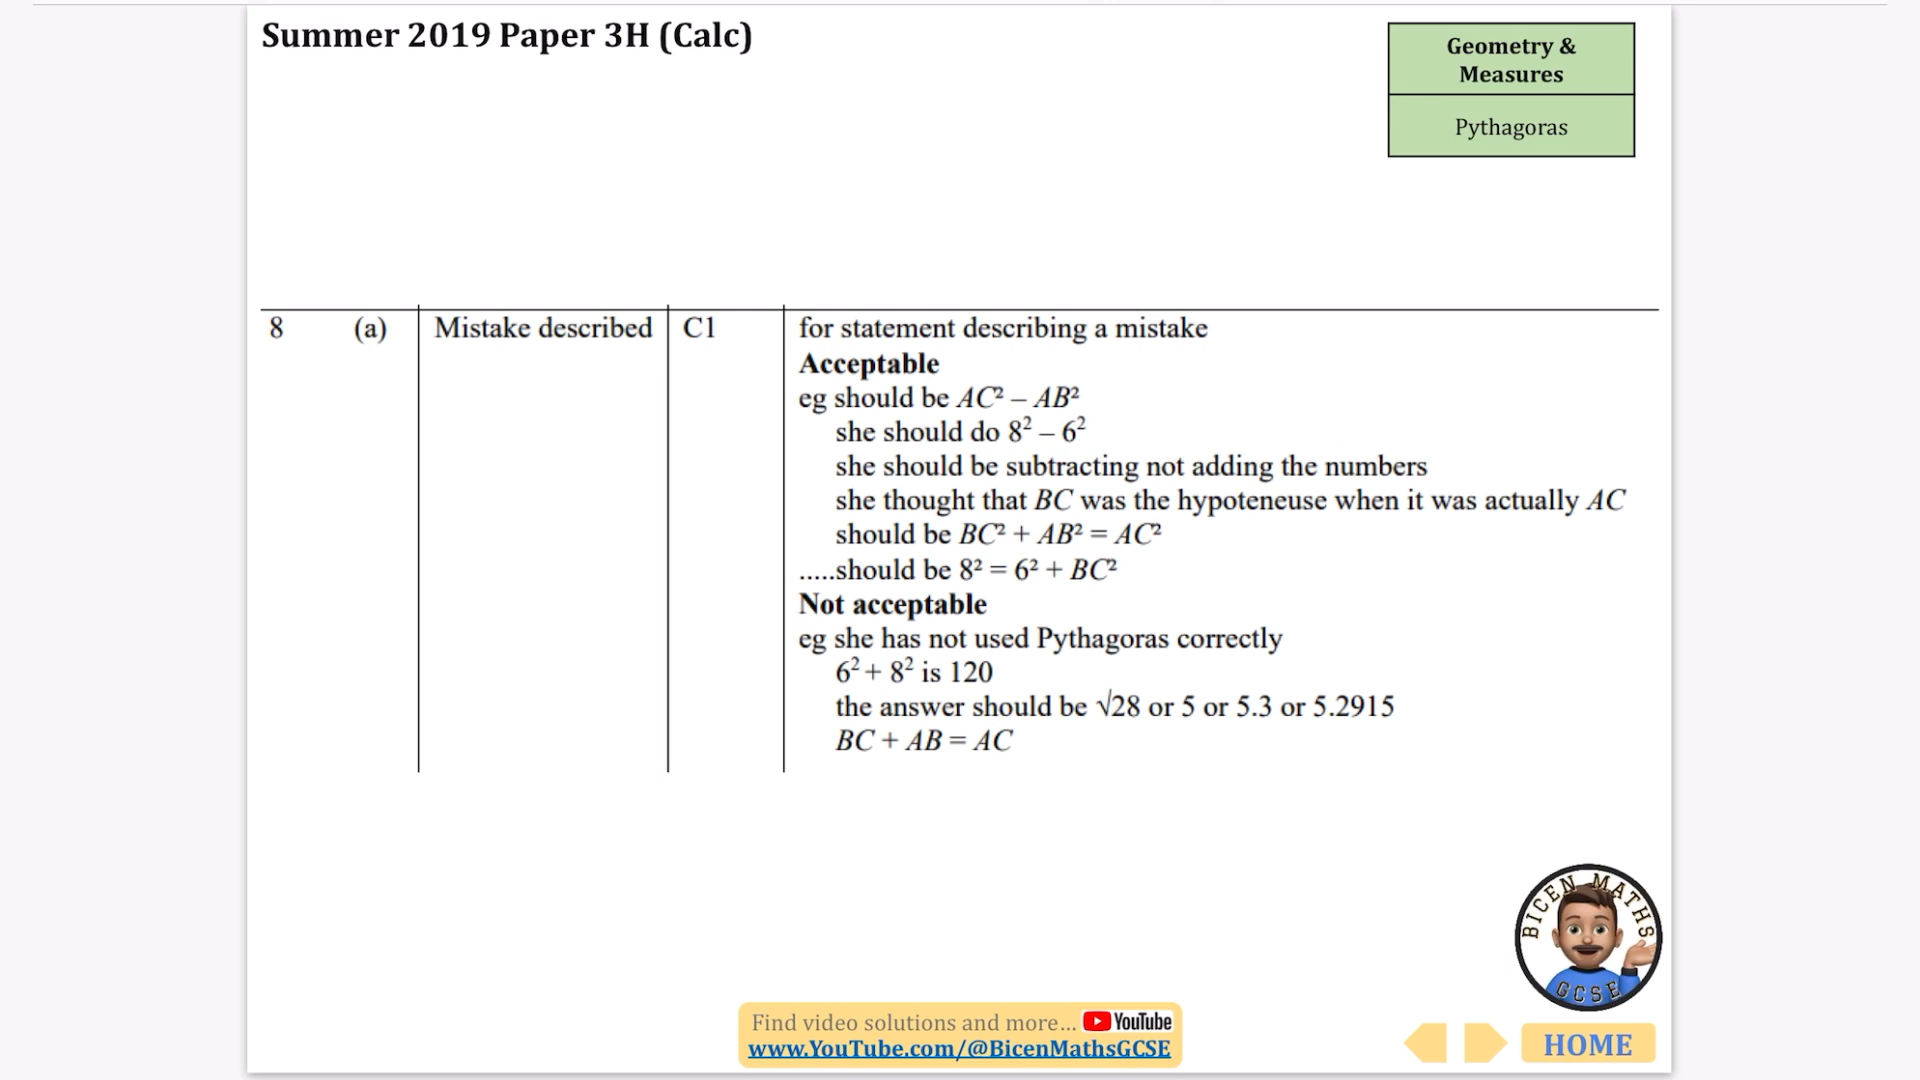 Summer 2019 Paper 3H (Calc)
Geometry &
Measures
Pythagoras
8 (a) Mistake described C1 for statement describing a mistake
Acceptable
eg should be AC² – AB²
she should do 8² – 6²
she should be subtracting not adding the numbers
she thought that BC was the hypoteneuse when it was actually AC
should be BC² + AB² = AC²
.....should be 8² = 6² + BC²
Not acceptable
eg she has not used Pythagoras correctly
6² + 8² is 120
the answer should be √28 or 5 or 5.3 or 5.2915
BC + AB = AC
BICEN MATHS
GCSE
Find video solutions and more... YouTube
www.YouTube.com/@BicenMathsGCSE
HOME